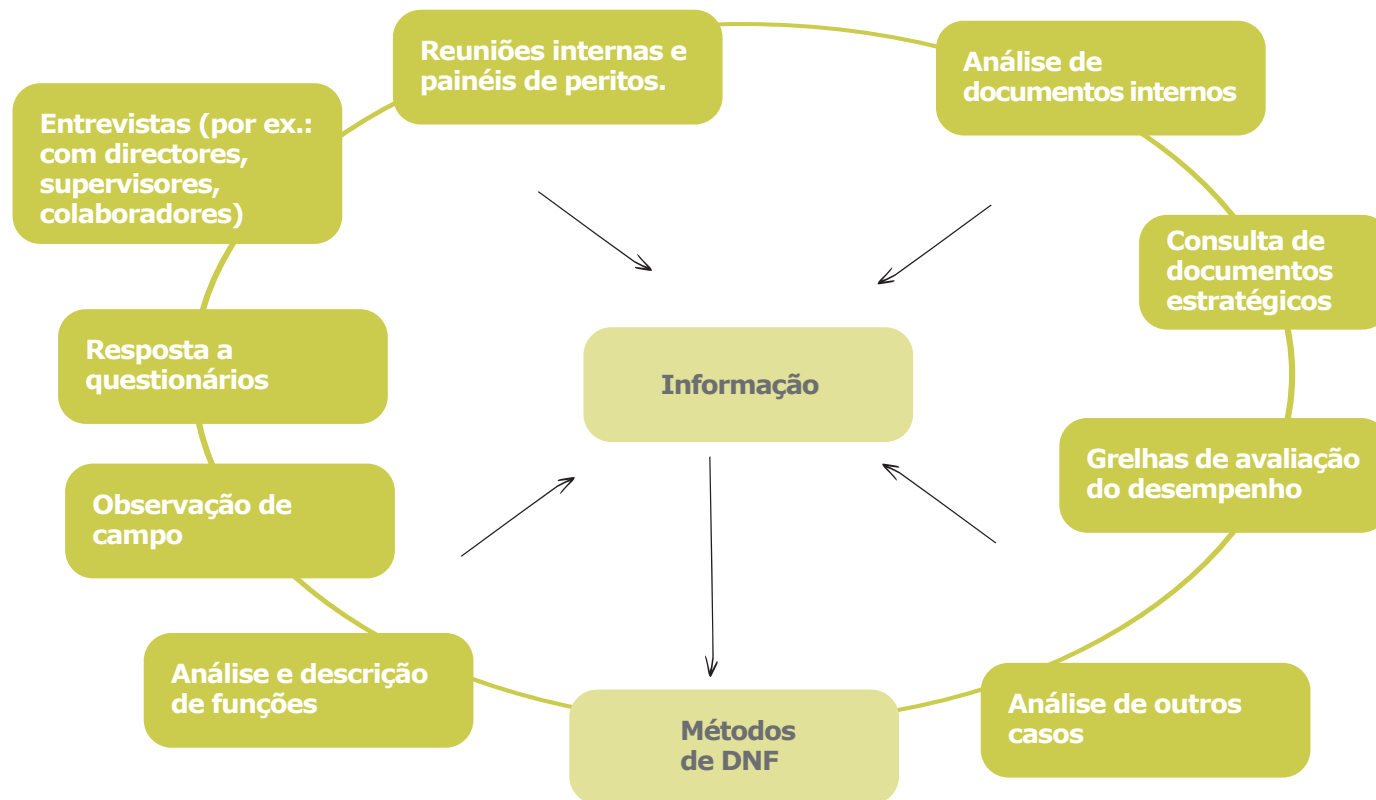 Reuniões internas e
painéis de peritos.
Análise de
documentos internos
Entrevistas (por ex.:
com directores,
supervisores,
colaboradores)
Consulta de
documentos
estratégicos
Resposta a
questionários
Informação
Grelhas de avaliação
do desempenho
Observação de
campo
Análise e descrição
de funções
Métodos
de DNF
Análise de outros
casos